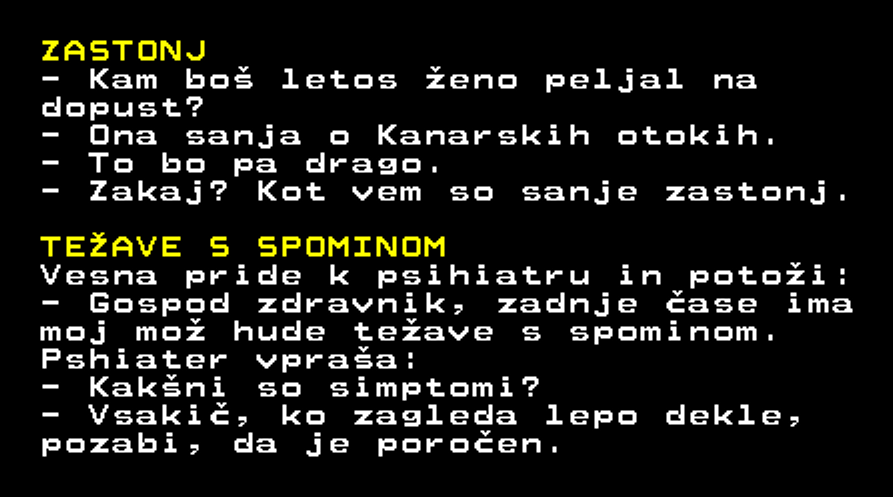 ZASTONJ
- Kam boš letos ženo peljal na
dopust?
- Ona sanja o Kanarskih otokih.
- To bo pa drago.
- Zakaj? Kot vem so sanje zastonj.
TEŽAVE S SPOMINOM
Vesna pride k psihiatru in potoži:
- Gospod zdravnik, zadnje čase ima
moj mož hude težave s spominom.
Pshiater vpraša:
- Kakšni so simptomi?
- Vsakič, ko zagleda lepo dekle,
pozabi, da je poročen.